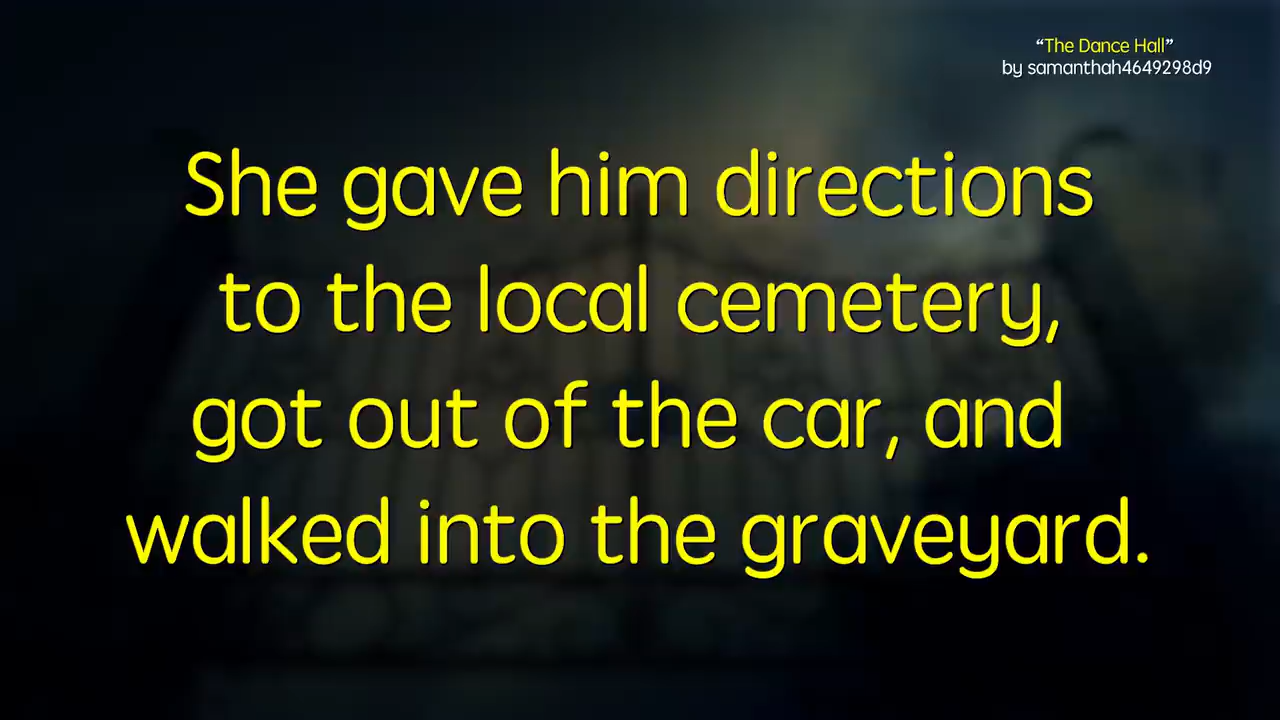 “The Dance Hall”
by samanthah4649298d9
She gave him directions
to the local cemetery,
got out of the car, and
walked into the graveyard.